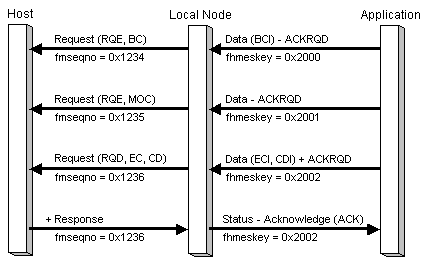 Host Local Node Application
Request (RQE, BC) Data (BCI) - ACKRQD
fmseqno = 0x1234 fhmeskey = 0x2000
Request (RQE, MOC) Data - ACKRQD
fmseqno = 0x1235 fhmeskey = 0x2001
Request (RQD, EC, CD) Data (ECI, CDI) + ACKRQD
fmseqno = 0x1236 fhmeskey = 0x2002
+ Response Status - Acknowledge (ACK)
fmseqno = 0x1236 fhmeskey = 0x2002